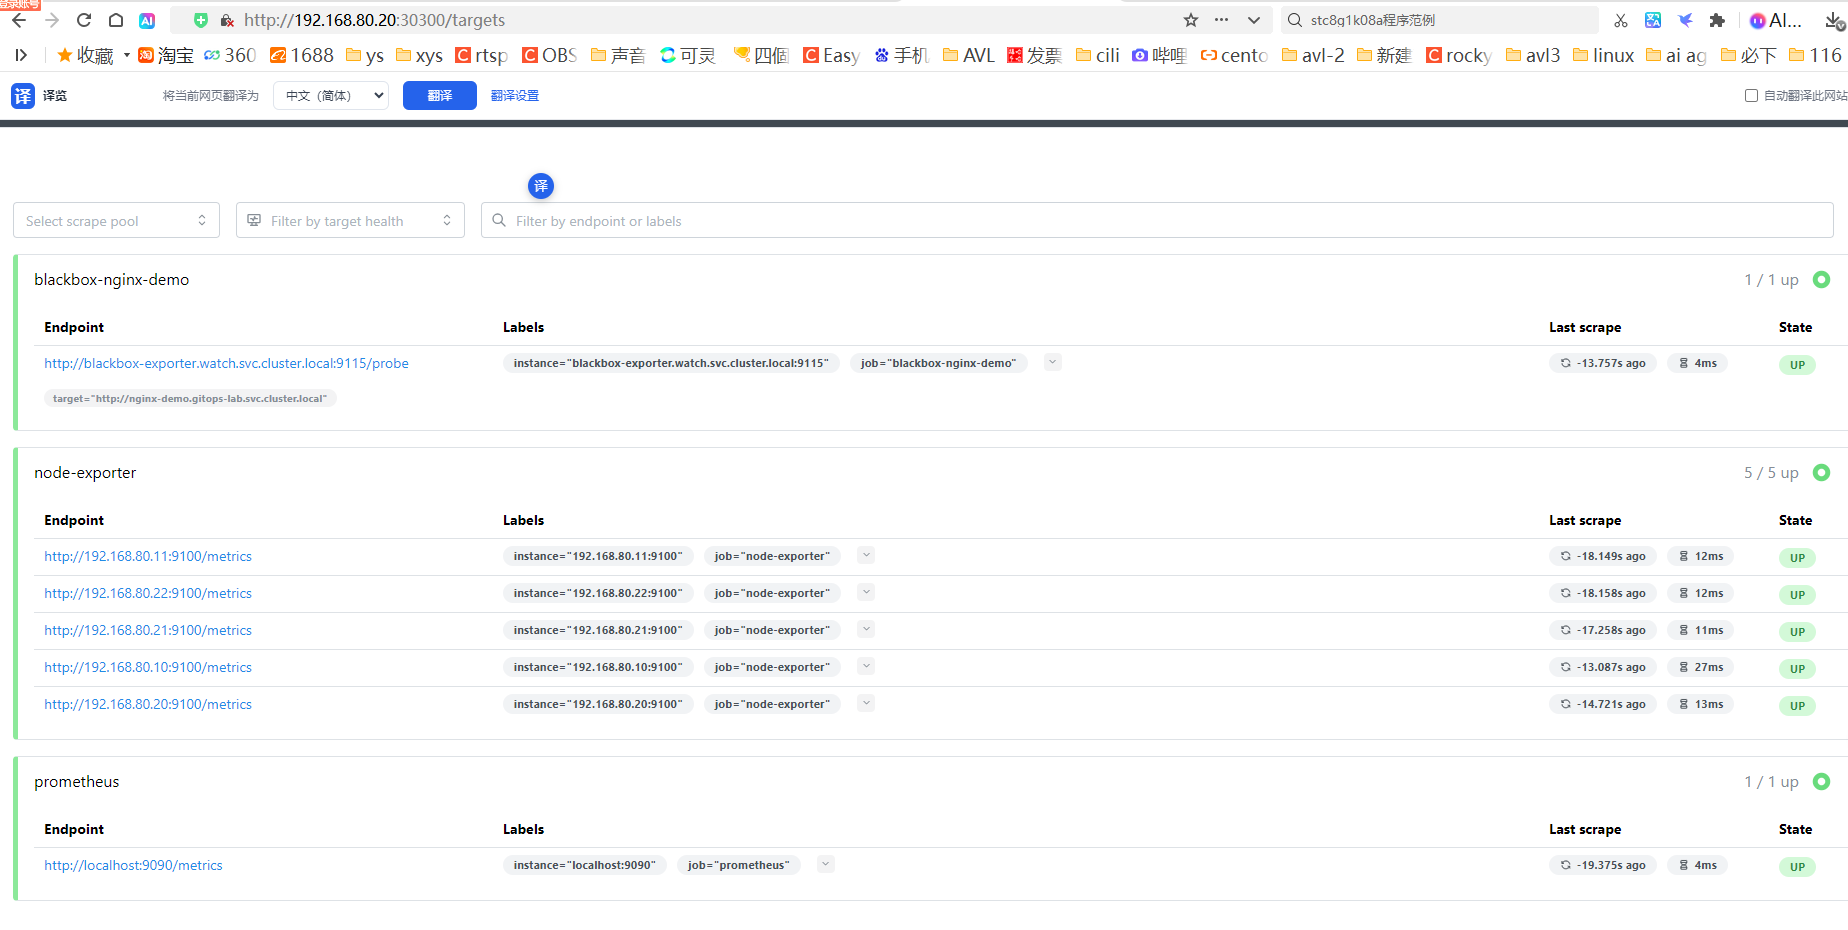 登录账号
AI http://192.168.80.20:30300/targets stc8g1k08a程序范例 AI...
收藏 淘宝 360 1688 ys xys rtsp OBS 声音 可灵 四個 Easy 手机 AVL 发票 cili 哔哩 cento avl-2 新建 rocky avl3 linux ai ag 必下 116
译 译览 将当前网页翻译为 中文（简体） 翻译 翻译设置 自动翻译此网站
译
Select scrape pool Filter by target health Filter by endpoint or labels
blackbox-nginx-demo 1 / 1 up
Endpoint Labels Last scrape State
http://blackbox-exporter.watch.svc.cluster.local:9115/probe instance="blackbox-exporter.watch.svc.cluster.local:9115" job="blackbox-nginx-demo" -13.757s ago 4ms UP
target="http://nginx-demo.gitops-lab.svc.cluster.local"
node-exporter 5 / 5 up
Endpoint Labels Last scrape State
http://192.168.80.11:9100/metrics instance="192.168.80.11:9100" job="node-exporter" -18.149s ago 12ms UP
http://192.168.80.22:9100/metrics instance="192.168.80.22:9100" job="node-exporter" -18.158s ago 12ms UP
http://192.168.80.21:9100/metrics instance="192.168.80.21:9100" job="node-exporter" -17.258s ago 11ms UP
http://192.168.80.10:9100/metrics instance="192.168.80.10:9100" job="node-exporter" -13.087s ago 27ms UP
http://192.168.80.20:9100/metrics instance="192.168.80.20:9100" job="node-exporter" -14.721s ago 13ms UP
prometheus 1 / 1 up
Endpoint Labels Last scrape State
http://localhost:9090/metrics instance="localhost:9090" job="prometheus" -19.375s ago 4ms UP